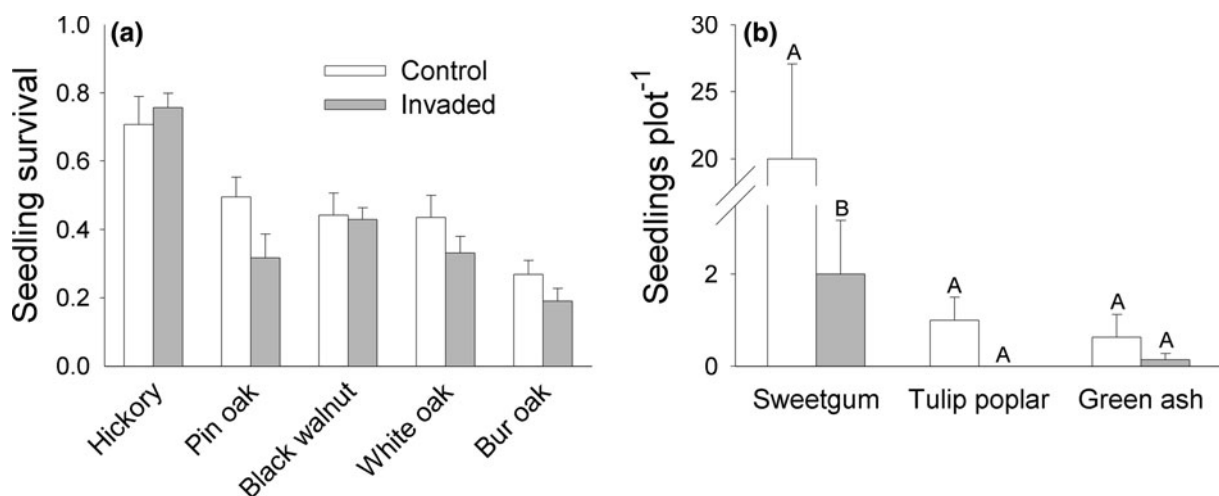 (a)
Seedling survival
1.0
0.8
0.6
0.4
0.2
0.0
Control
Invaded
Hickory
Pin oak
Black walnut
White oak
Bur oak
(b)
Seedlings plot⁻¹
30
25
20
2
0
A
B
A
A
A
A
Sweetgum
Tulip poplar
Green ash